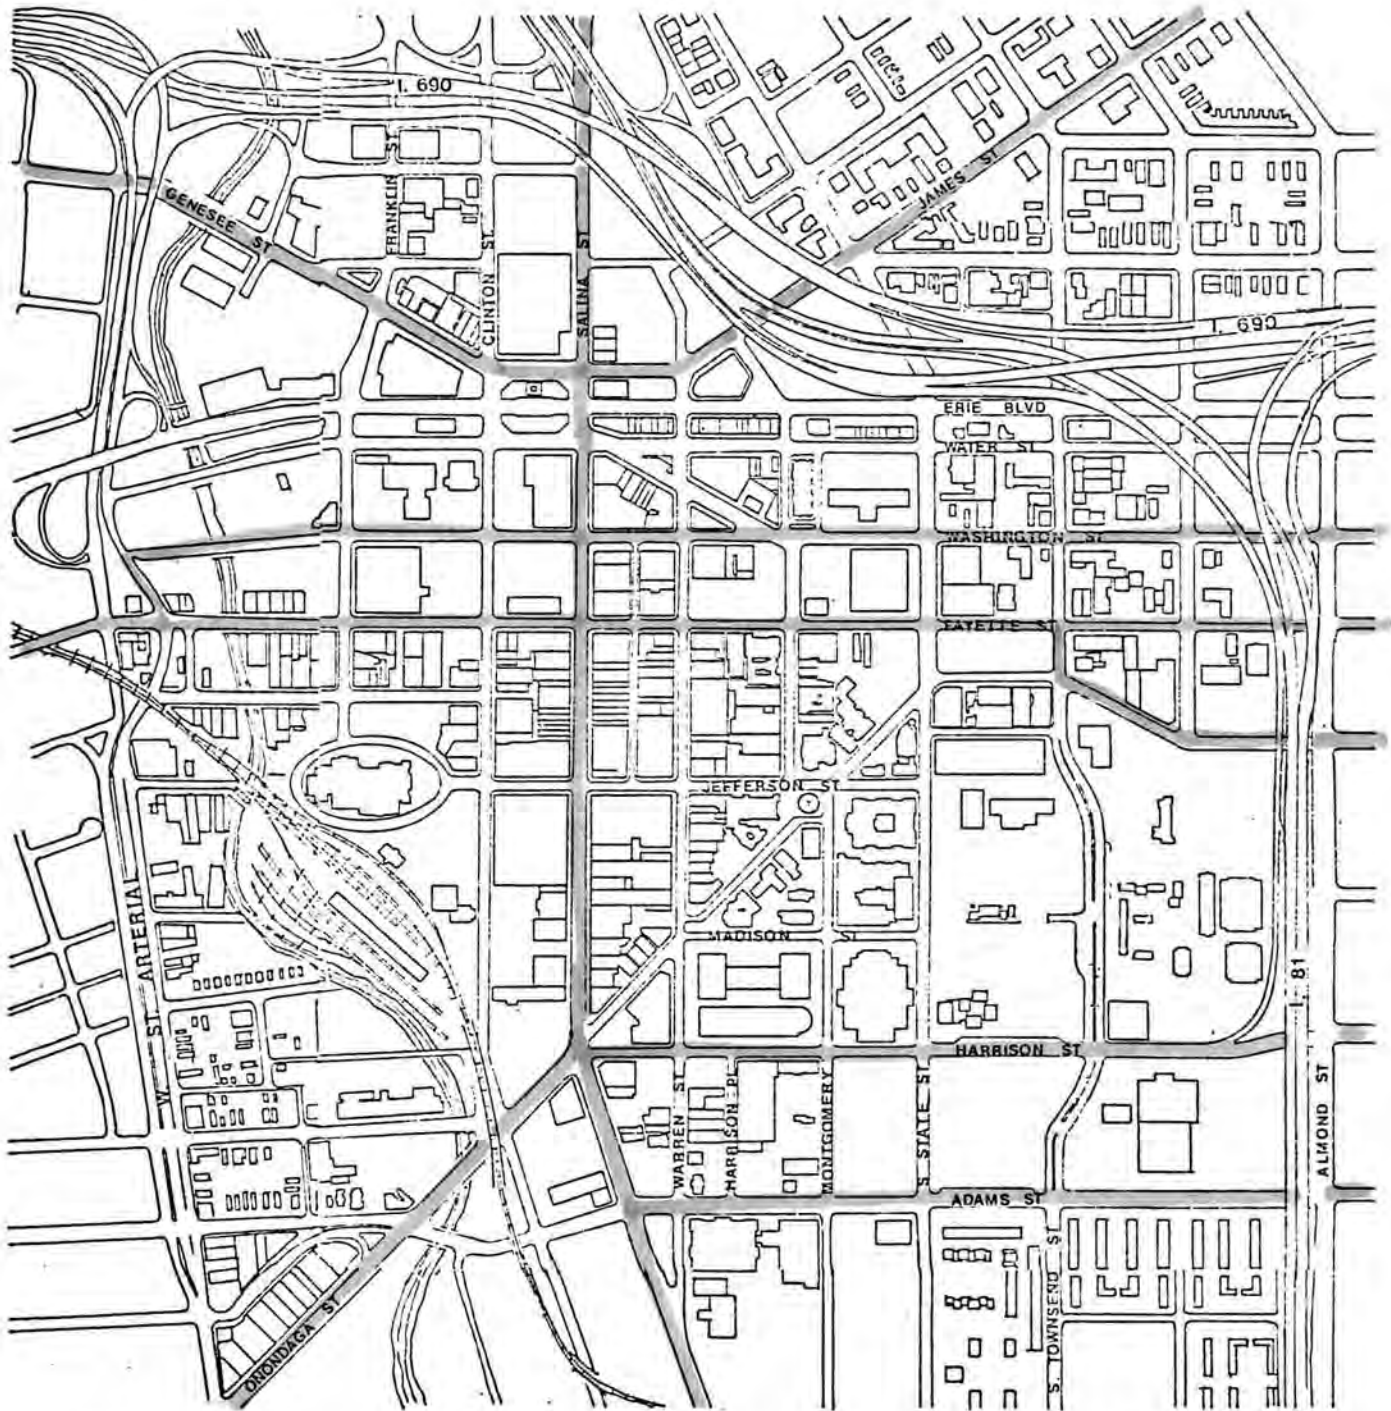 I. 690
GENESEE ST
FRANKLIN ST
CLINTON ST
SALINA ST
JAMES ST
I. 690
ERIE BLVD
WATER ST
WASHINGTON ST
FAYETTE ST
JEFFERSON ST
W. ST. ARTERIAL
MADISON ST
I. 81
HARRISON ST
WARREN ST
HARRISON PL
MONTGOMERY
S. STATE ST
ALMOND ST
ADAMS ST
S. TOWNSEND ST
ONONDAGA ST